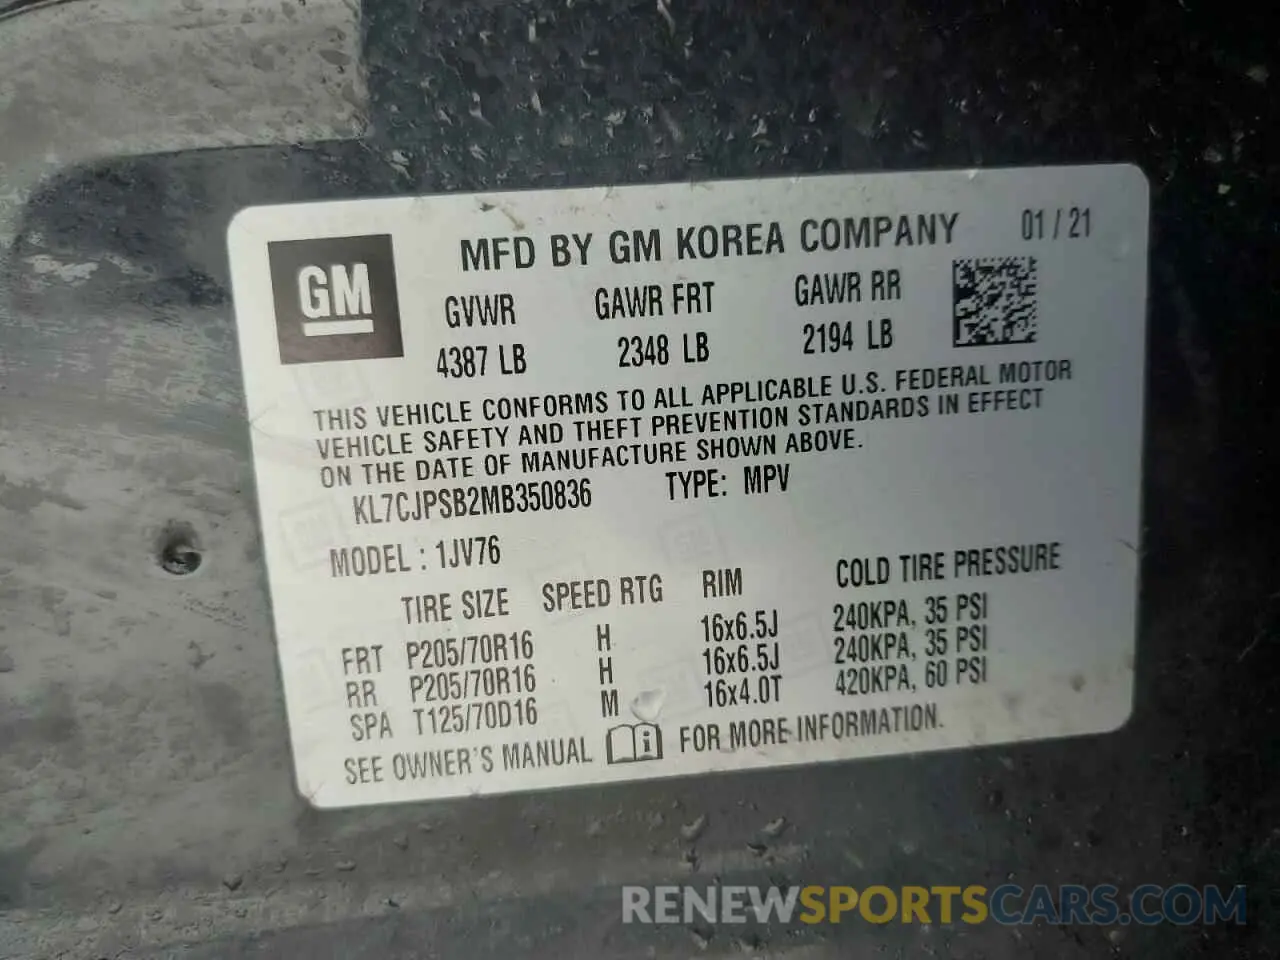 GM
MFD BY GM KOREA COMPANY 01/21
GVWR GAWR FRT GAWR RR
4387 LB 2348 LB 2194 LB
THIS VEHICLE CONFORMS TO ALL APPLICABLE U.S. FEDERAL MOTOR
VEHICLE SAFETY AND THEFT PREVENTION STANDARDS IN EFFECT
ON THE DATE OF MANUFACTURE SHOWN ABOVE.
KL7CJPSB2MB350836 TYPE: MPV
MODEL : 1JV76
TIRE SIZE SPEED RTG RIM COLD TIRE PRESSURE
FRT P205/70R16 H 16x6.5J 240KPA, 35 PSI
RR P205/70R16 H 16x6.5J 240KPA, 35 PSI
SPA T125/70D16 M 16x4.0T 420KPA, 60 PSI
SEE OWNER'S MANUAL i FOR MORE INFORMATION.
RENEWSPORTSCARS.COM